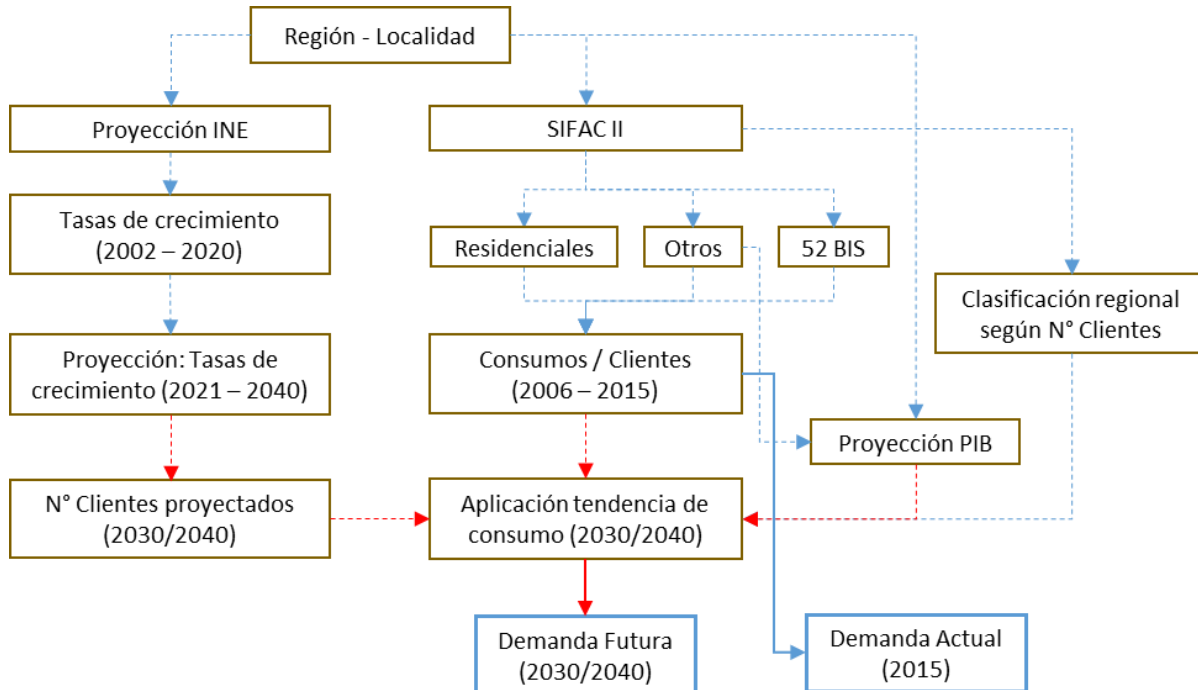 Región - Localidad
Proyección INE
SIFAC II
Tasas de crecimiento
(2002 – 2020)
Residenciales
Otros
52 BIS
Clasificación regional
según N° Clientes
Proyección: Tasas de
crecimiento (2021 – 2040)
Consumos / Clientes
(2006 – 2015)
Proyección PIB
N° Clientes proyectados
(2030/2040)
Aplicación tendencia de
consumo (2030/2040)
Demanda Futura
(2030/2040)
Demanda Actual
(2015)